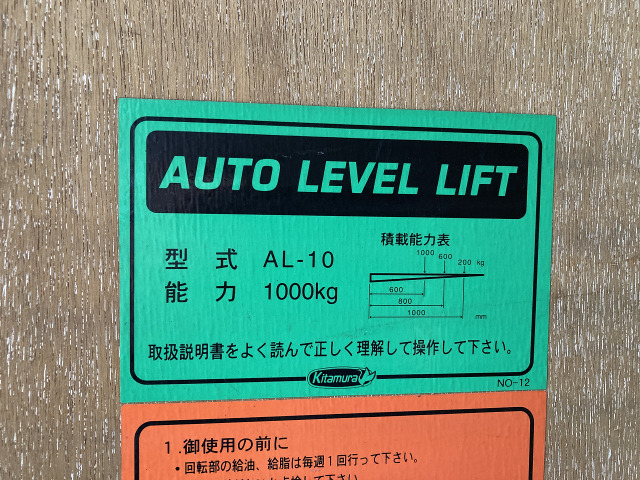 AUTO LEVEL LIFT
型 式 AL-10
能 力 1000kg
積載能力表
1000 600 200 kg
600
800
1000 mm
取扱説明書をよく読んで正しく理解して操作して下さい。
Kitamura
NO-12
1.御使用の前に
・回転部の給油、給脂は毎週1回行って下さい。